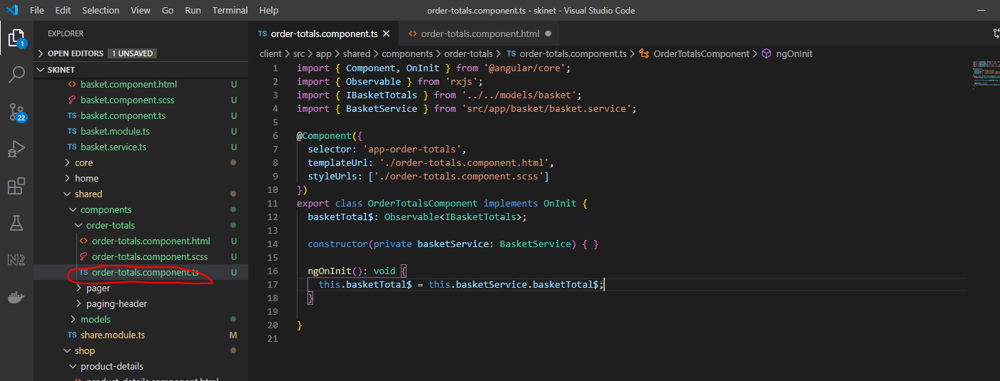 File Edit Selection View Go Run Terminal Help order-totals.component.ts - skinet - Visual Studio Code
EXPLORER
1
OPEN EDITORS 1 UNSAVED
SKINET
basket.component.html U
basket.component.scss U
22
basket.component.ts U
basket.module.ts U
basket.service.ts U
core
home
shared
components
order-totals
order-totals.component.html U
order-totals.component.scss U
TS order-totals.component.ts U
pager
paging-header
models
TS share.module.ts M
shop
product-details
product-details.component.html
TS order-totals.component.ts order-totals.component.html
client > src > app > shared > components > order-totals > TS order-totals.component.ts > OrderTotalsComponent > ngOnInit
1 import { Component, OnInit } from '@angular/core';
2 import { Observable } from 'rxjs';
3 import { IBasketTotals } from '../../models/basket';
4 import { BasketService } from 'src/app/basket/basket.service';
5
6 @Component({
7 selector: 'app-order-totals',
8 templateUrl: './order-totals.component.html',
9 styleUrls: ['./order-totals.component.scss']
10 })
11 export class OrderTotalsComponent implements OnInit {
12 basketTotal$: Observable<IBasketTotals>;
13
14 constructor(private basketService: BasketService) { }
15
16 ngOnInit(): void {
17 this.basketTotal$ = this.basketService.basketTotal$;
18 }
19
20 }
21